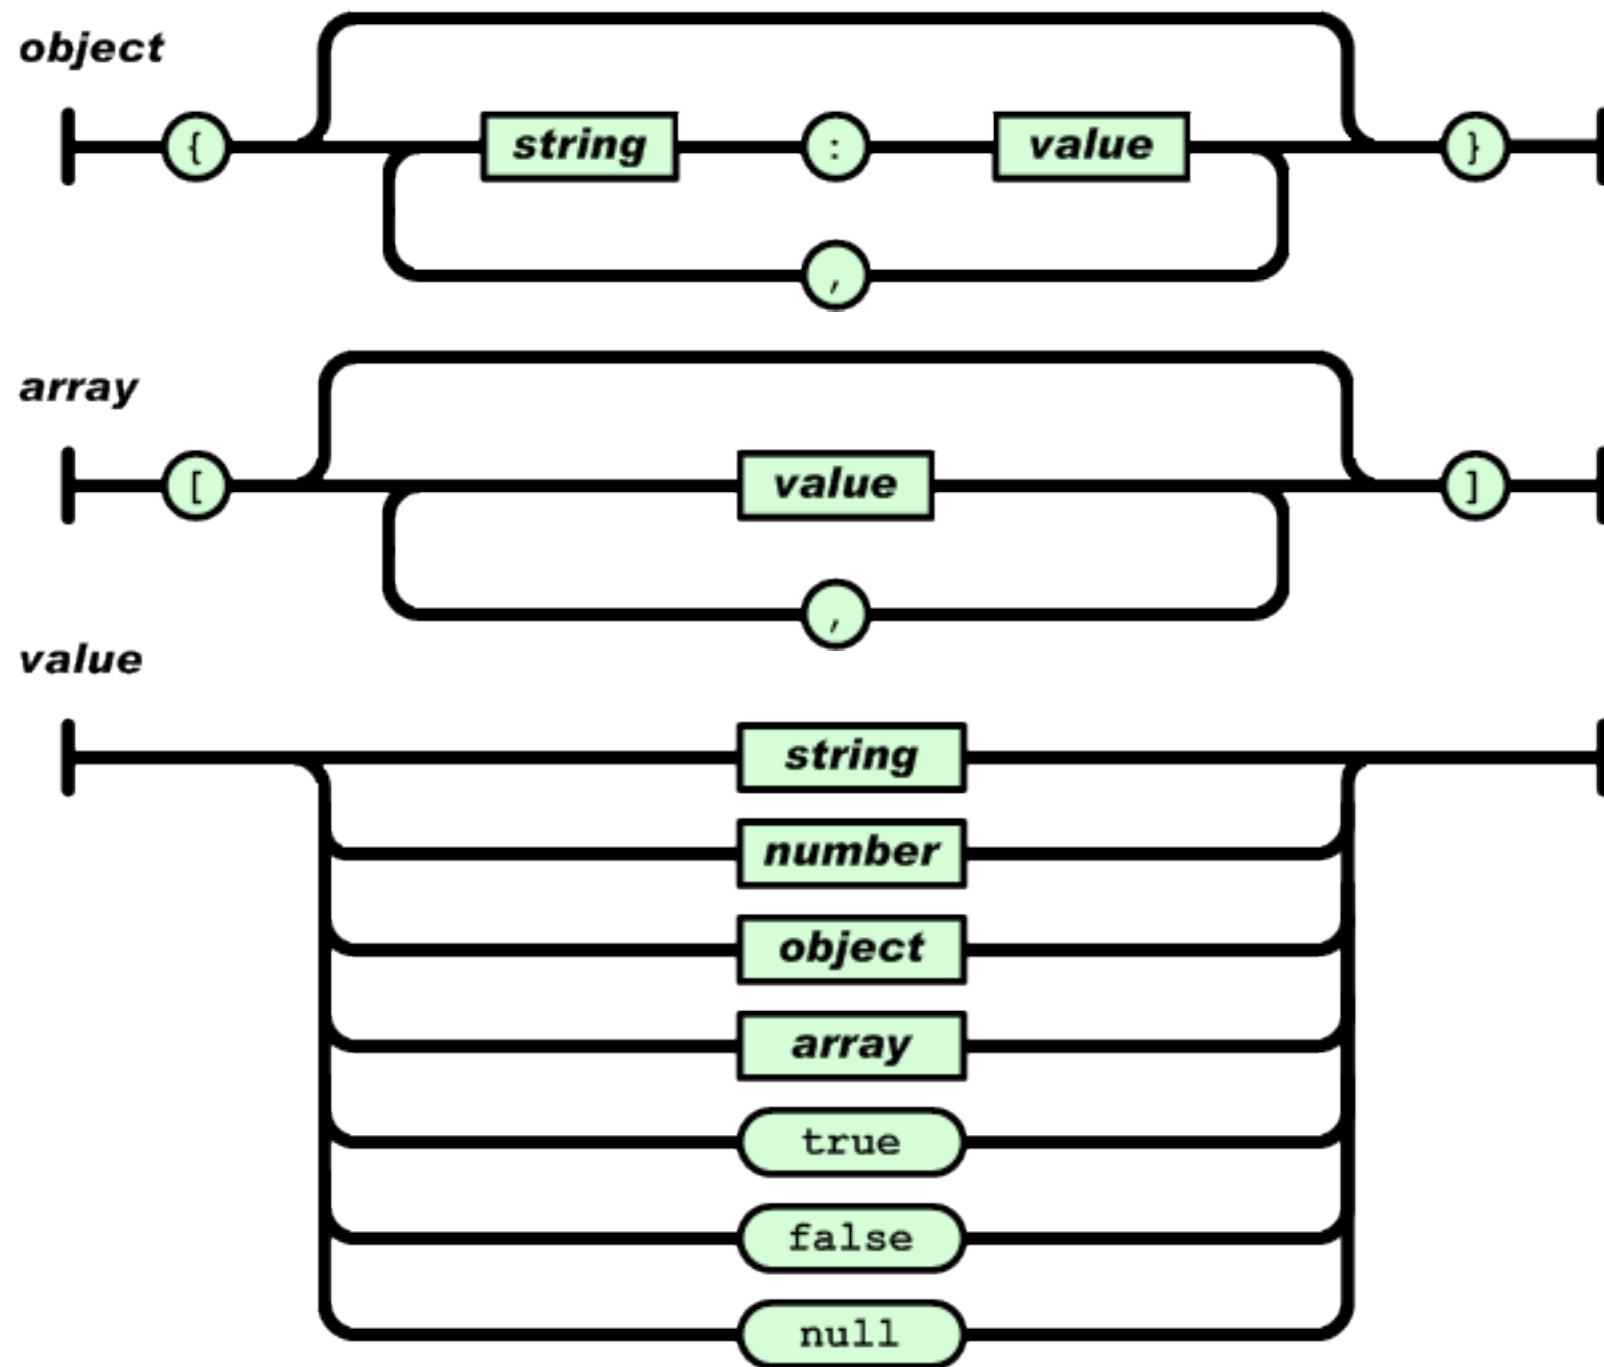 object
{ string : value }
,
array
[ value ]
,
value
string
number
object
array
true
false
null